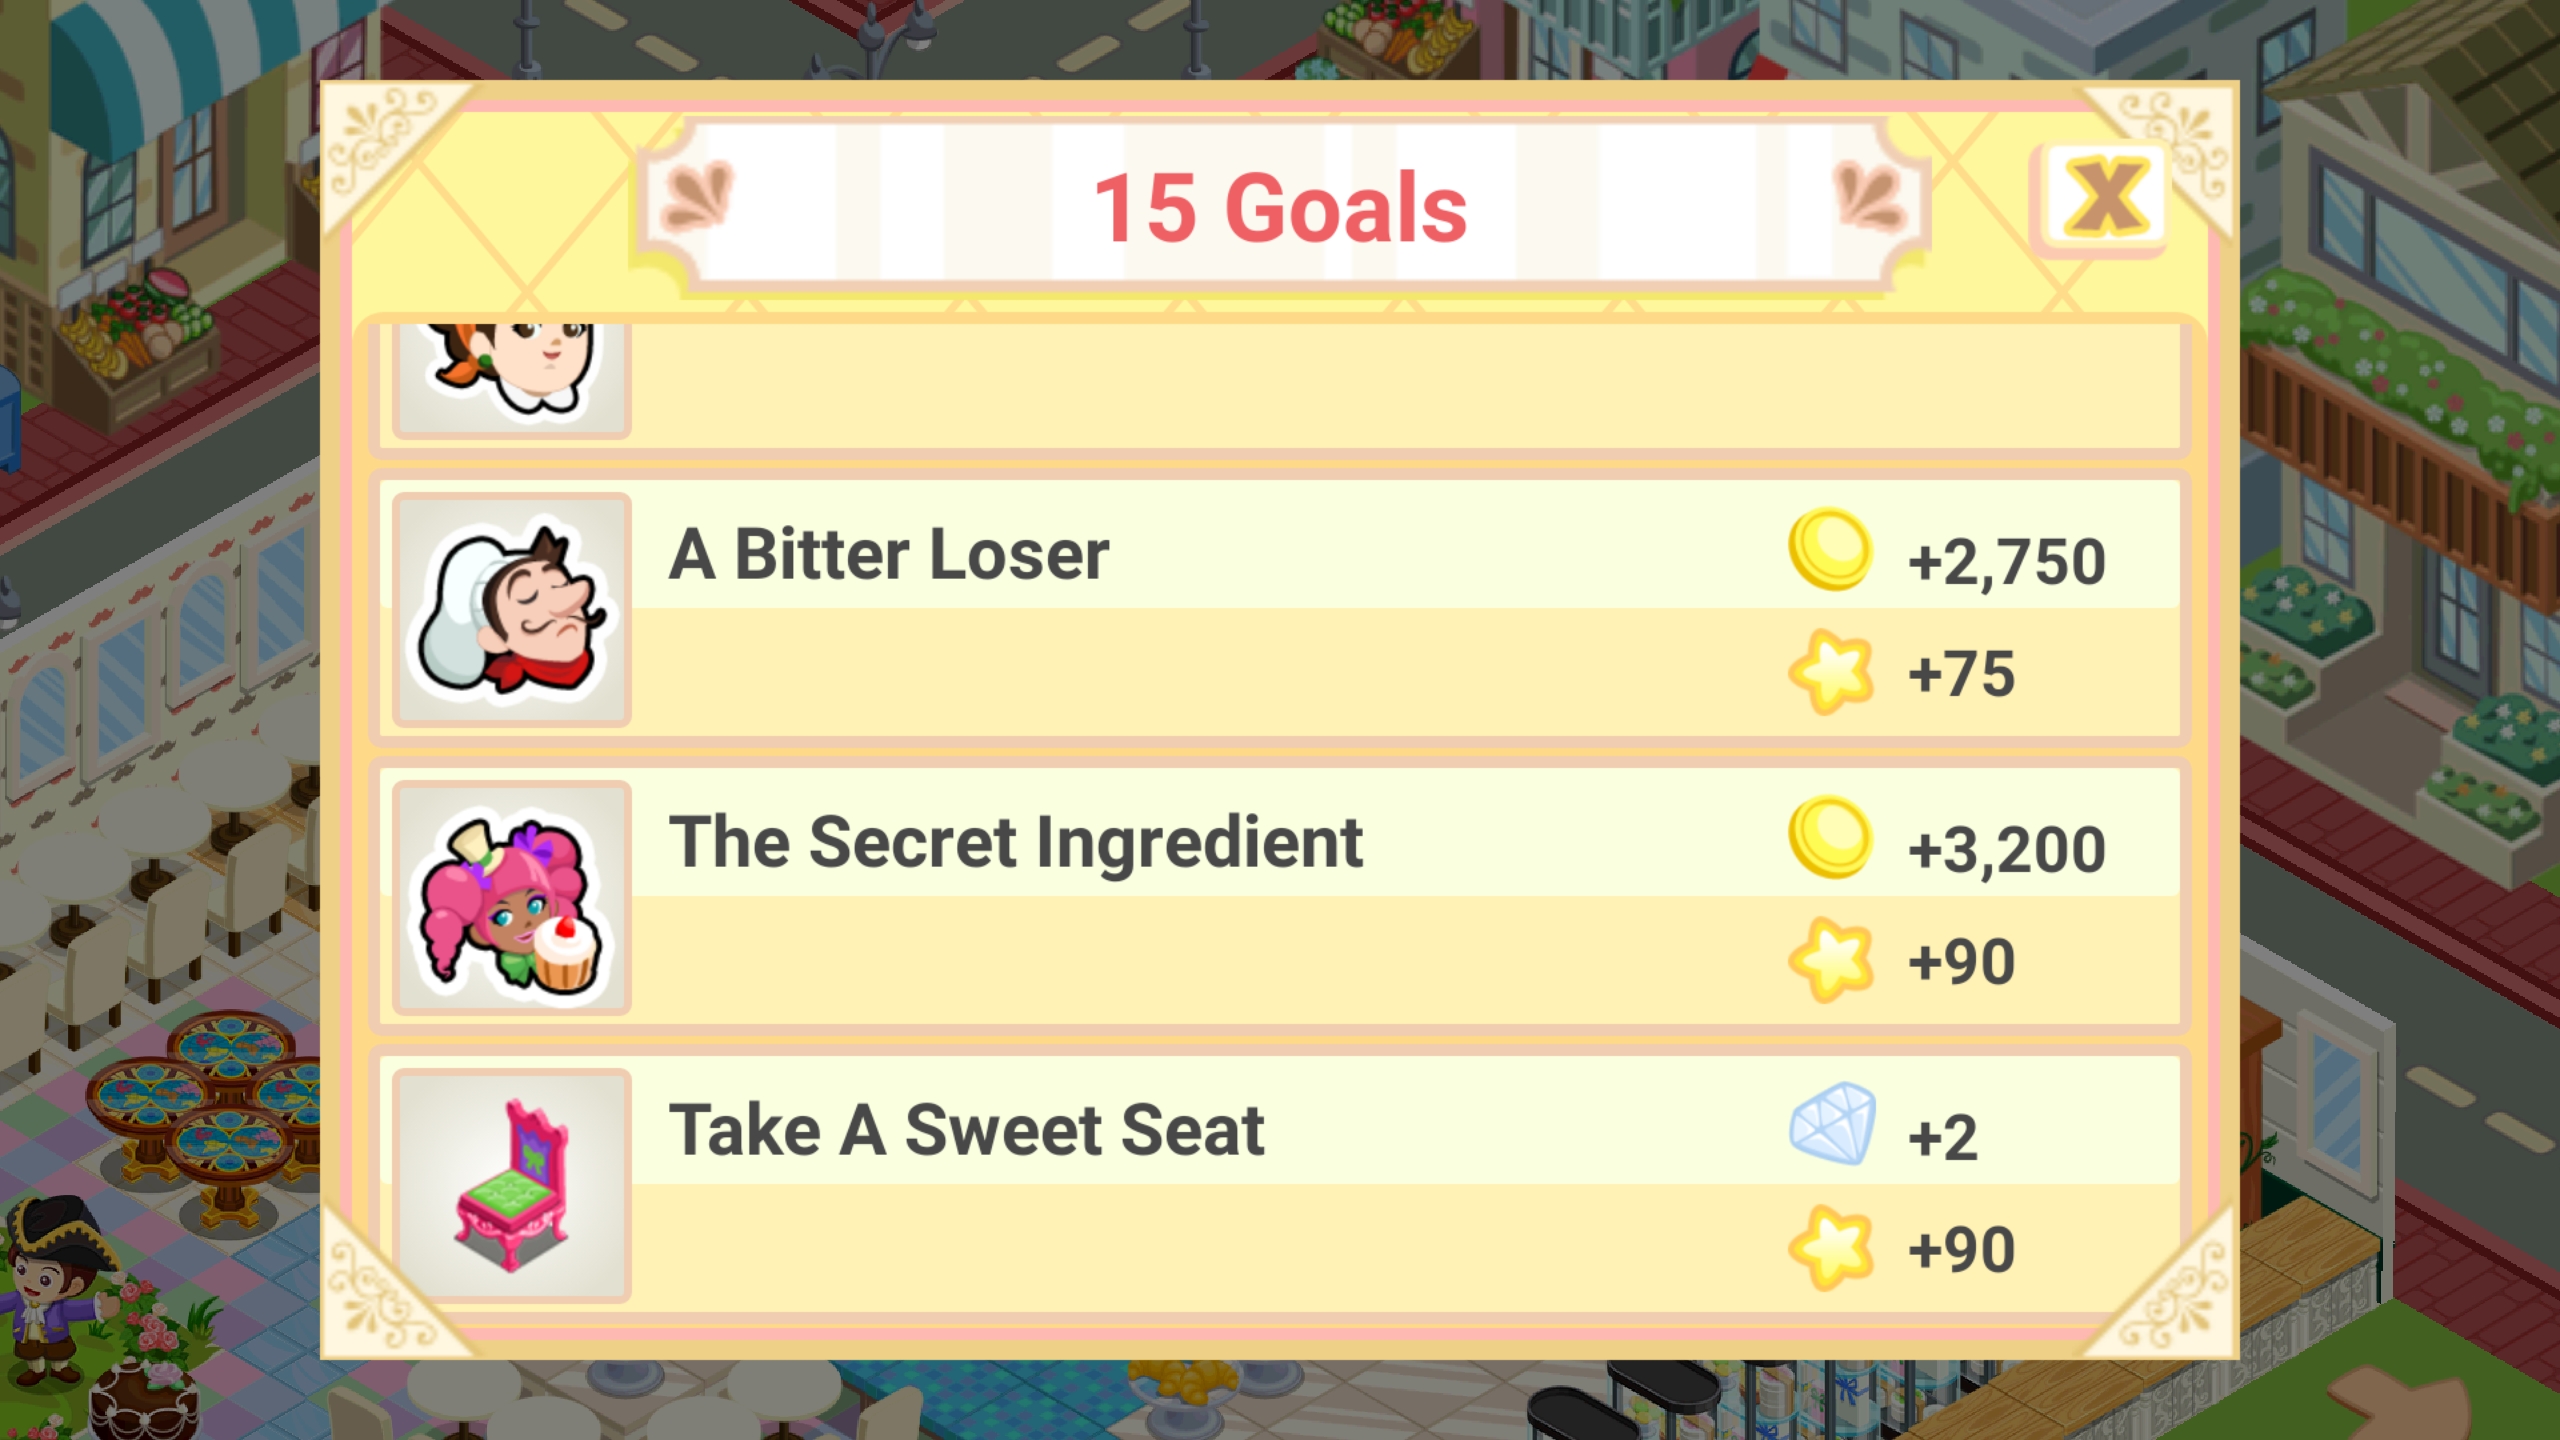 15 Goals
X
A Bitter Loser
+2,750
+75
The Secret Ingredient
+3,200
+90
Take A Sweet Seat
+2
+90